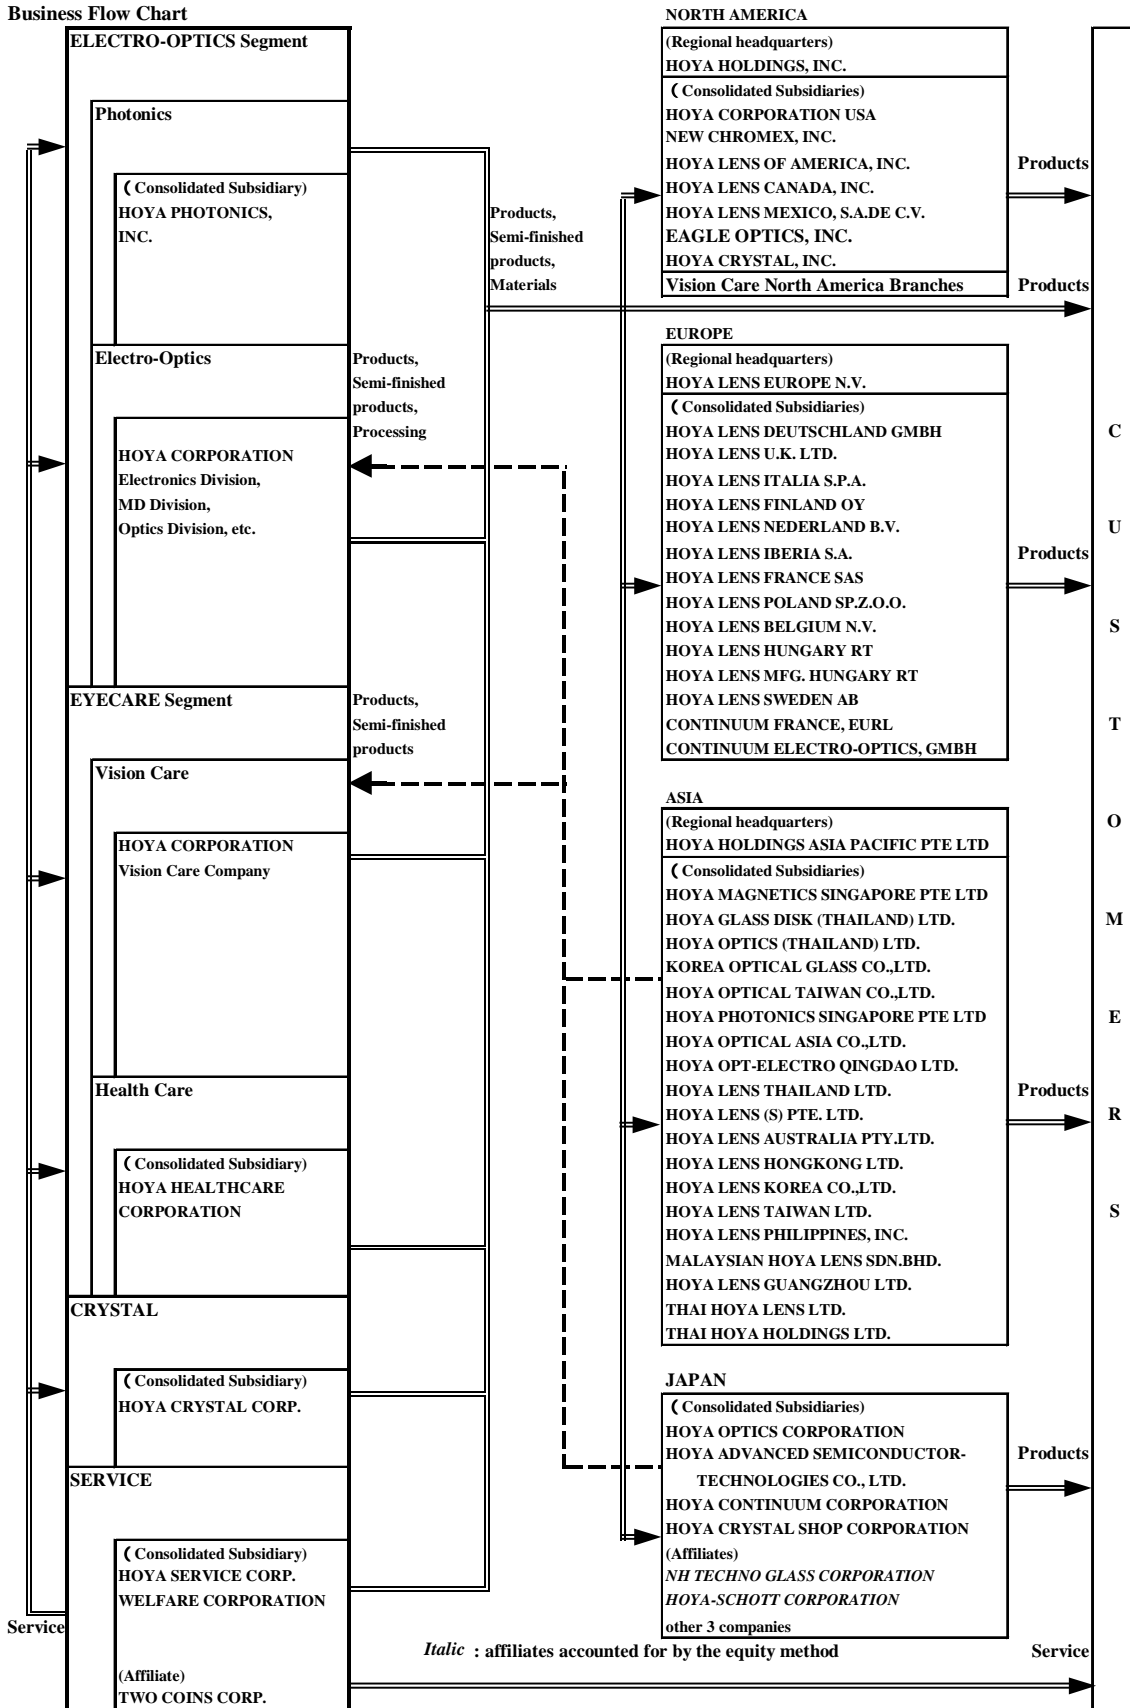 Business Flow Chart
ELECTRO-OPTICS Segment
Photonics
( Consolidated Subsidiary)
HOYA PHOTONICS,
INC.
Electro-Optics
HOYA CORPORATION
Electronics Division,
MD Division,
Optics Division, etc.
EYECARE Segment
Vision Care
HOYA CORPORATION
Vision Care Company
Health Care
( Consolidated Subsidiary)
HOYA HEALTHCARE
CORPORATION
CRYSTAL
( Consolidated Subsidiary)
HOYA CRYSTAL CORP.
SERVICE
( Consolidated Subsidiary)
HOYA SERVICE CORP.
WELFARE CORPORATION
(Affiliate)
TWO COINS CORP.
Service
Products,
Semi-finished
products,
Materials
Products,
Semi-finished
products,
Processing
Products,
Semi-finished
products
NORTH AMERICA
(Regional headquarters)
HOYA HOLDINGS, INC.
( Consolidated Subsidiaries)
HOYA CORPORATION USA
NEW CHROMEX, INC.
HOYA LENS OF AMERICA, INC.
HOYA LENS CANADA, INC.
HOYA LENS MEXICO, S.A.DE C.V.
EAGLE OPTICS, INC.
HOYA CRYSTAL, INC.
Vision Care North America Branches
Products
Products
EUROPE
(Regional headquarters)
HOYA LENS EUROPE N.V.
( Consolidated Subsidiaries)
HOYA LENS DEUTSCHLAND GMBH
HOYA LENS U.K. LTD.
HOYA LENS ITALIA S.P.A.
HOYA LENS FINLAND OY
HOYA LENS NEDERLAND B.V.
HOYA LENS IBERIA S.A.
HOYA LENS FRANCE SAS
HOYA LENS POLAND SP.Z.O.O.
HOYA LENS BELGIUM N.V.
HOYA LENS HUNGARY RT
HOYA LENS MFG. HUNGARY RT
HOYA LENS SWEDEN AB
CONTINUUM FRANCE, EURL
CONTINUUM ELECTRO-OPTICS, GMBH
Products
ASIA
(Regional headquarters)
HOYA HOLDINGS ASIA PACIFIC PTE LTD
( Consolidated Subsidiaries)
HOYA MAGNETICS SINGAPORE PTE LTD
HOYA GLASS DISK (THAILAND) LTD.
HOYA OPTICS (THAILAND) LTD.
KOREA OPTICAL GLASS CO.,LTD.
HOYA OPTICAL TAIWAN CO.,LTD.
HOYA PHOTONICS SINGAPORE PTE LTD
HOYA OPTICAL ASIA CO.,LTD.
HOYA OPT-ELECTRO QINGDAO LTD.
HOYA LENS THAILAND LTD.
HOYA LENS (S) PTE. LTD.
HOYA LENS AUSTRALIA PTY.LTD.
HOYA LENS HONGKONG LTD.
HOYA LENS KOREA CO.,LTD.
HOYA LENS TAIWAN LTD.
HOYA LENS PHILIPPINES, INC.
MALAYSIAN HOYA LENS SDN.BHD.
HOYA LENS GUANGZHOU LTD.
THAI HOYA LENS LTD.
THAI HOYA HOLDINGS LTD.
Products
JAPAN
( Consolidated Subsidiaries)
HOYA OPTICS CORPORATION
HOYA ADVANCED SEMICONDUCTOR-
TECHNOLOGIES CO., LTD.
HOYA CONTINUUM CORPORATION
HOYA CRYSTAL SHOP CORPORATION
(Affiliates)
NH TECHNO GLASS CORPORATION
HOYA-SCHOTT CORPORATION
other 3 companies
Products
Italic : affiliates accounted for by the equity method
Service
C
U
S
T
O
M
E
R
S